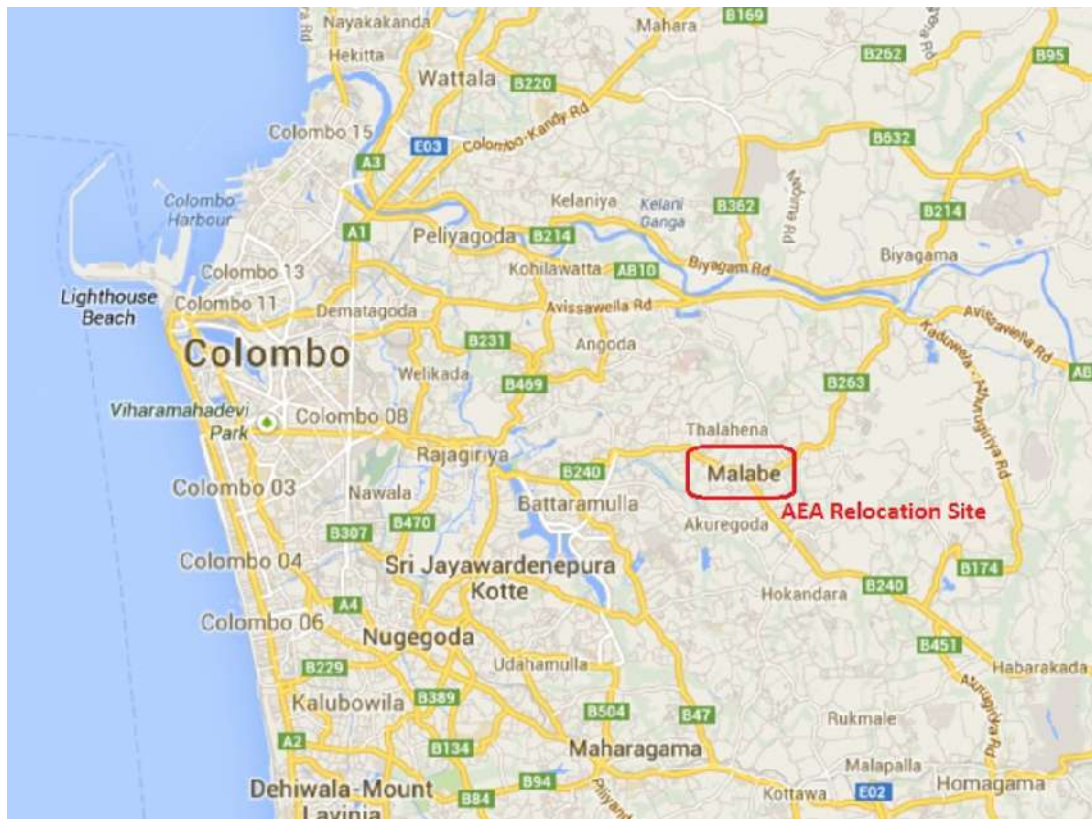 B169
Nayakakanda
Mahara
Hekitta
B262
B95
Wattala
B220
Colombo 15
Colombo-Kandy Rd
E03
B632
A3
Colombo
Harbour
Kelaniya
Kelani
Ganga
B362
B214
A1
Peliyagoda
B214
Biyagama
Colombo 13
Kohilawatta
AB10
Biyagam Rd
Lighthouse
Beach
Colombo 11
Dematagoda
Avissawella Rd
Avissawella Rd
Colombo
B231
Angoda
Welikada
B469
B263
AB
Viharamahadevi
Park
Colombo 08
Thalahena
Rajagiriya
B240
Malabe
Colombo 03
Nawala
Battaramulla
AEA Relocation Site
B307
B470
Akuregoda
Colombo 04
Sri Jayawardenepura
Kotte
B174
B240
Hokandara
A4
Colombo 06
Nugegoda
B451
B229
Udahamulla
Habarakada
Kalubowila
B389
B504
B47
Rukmale
A2
B134
Maharagama
Malapalla
Homagama
Dehiwala-Mount
Lavinia
B94
B84
Kottawa
E02